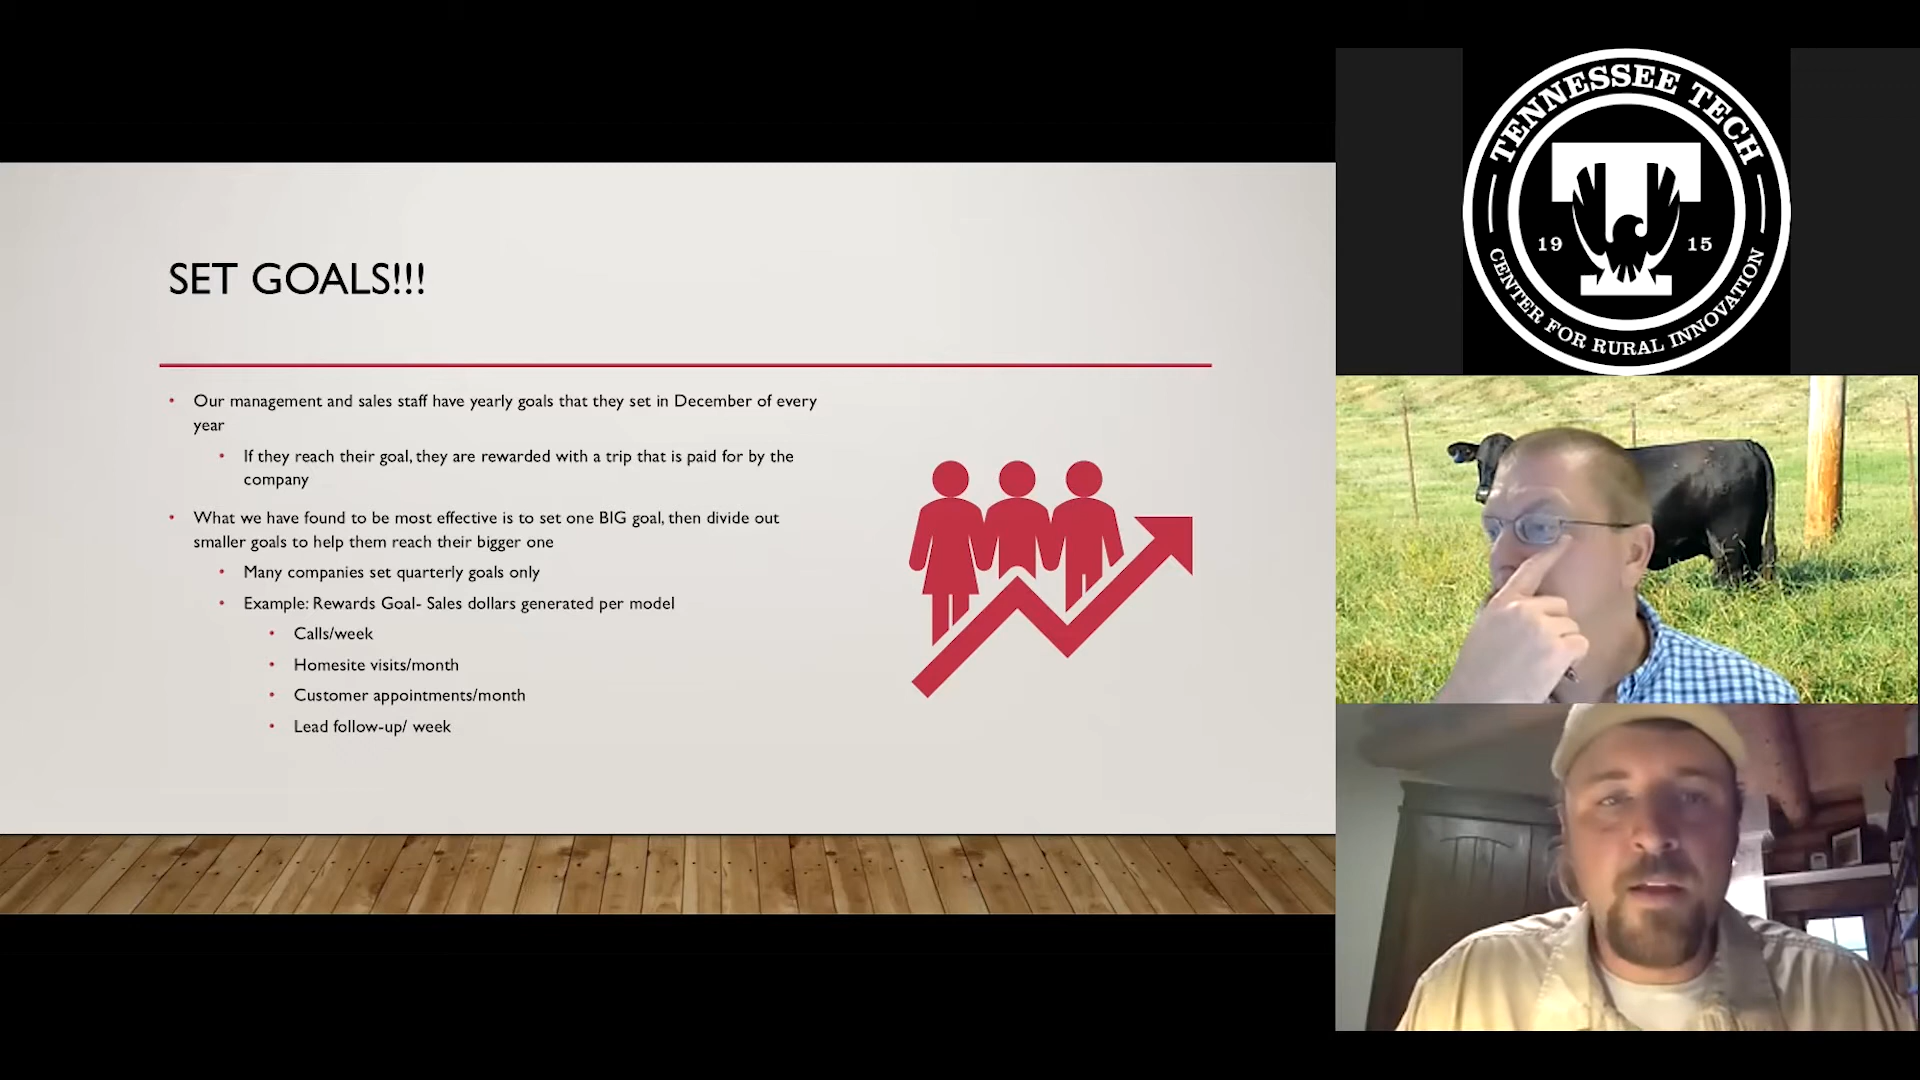 SET GOALS!!!
Our management and sales staff have yearly goals that they set in December of every
year
If they reach their goal, they are rewarded with a trip that is paid for by the
company
What we have found to be most effective is to set one BIG goal, then divide out
smaller goals to help them reach their bigger one
Many companies set quarterly goals only
Example: Rewards Goal- Sales dollars generated per model
Calls/week
Homesite visits/month
Customer appointments/month
Lead follow-up/ week
TENNESSEE TECH
T
19 15
CENTER FOR RURAL INNOVATION